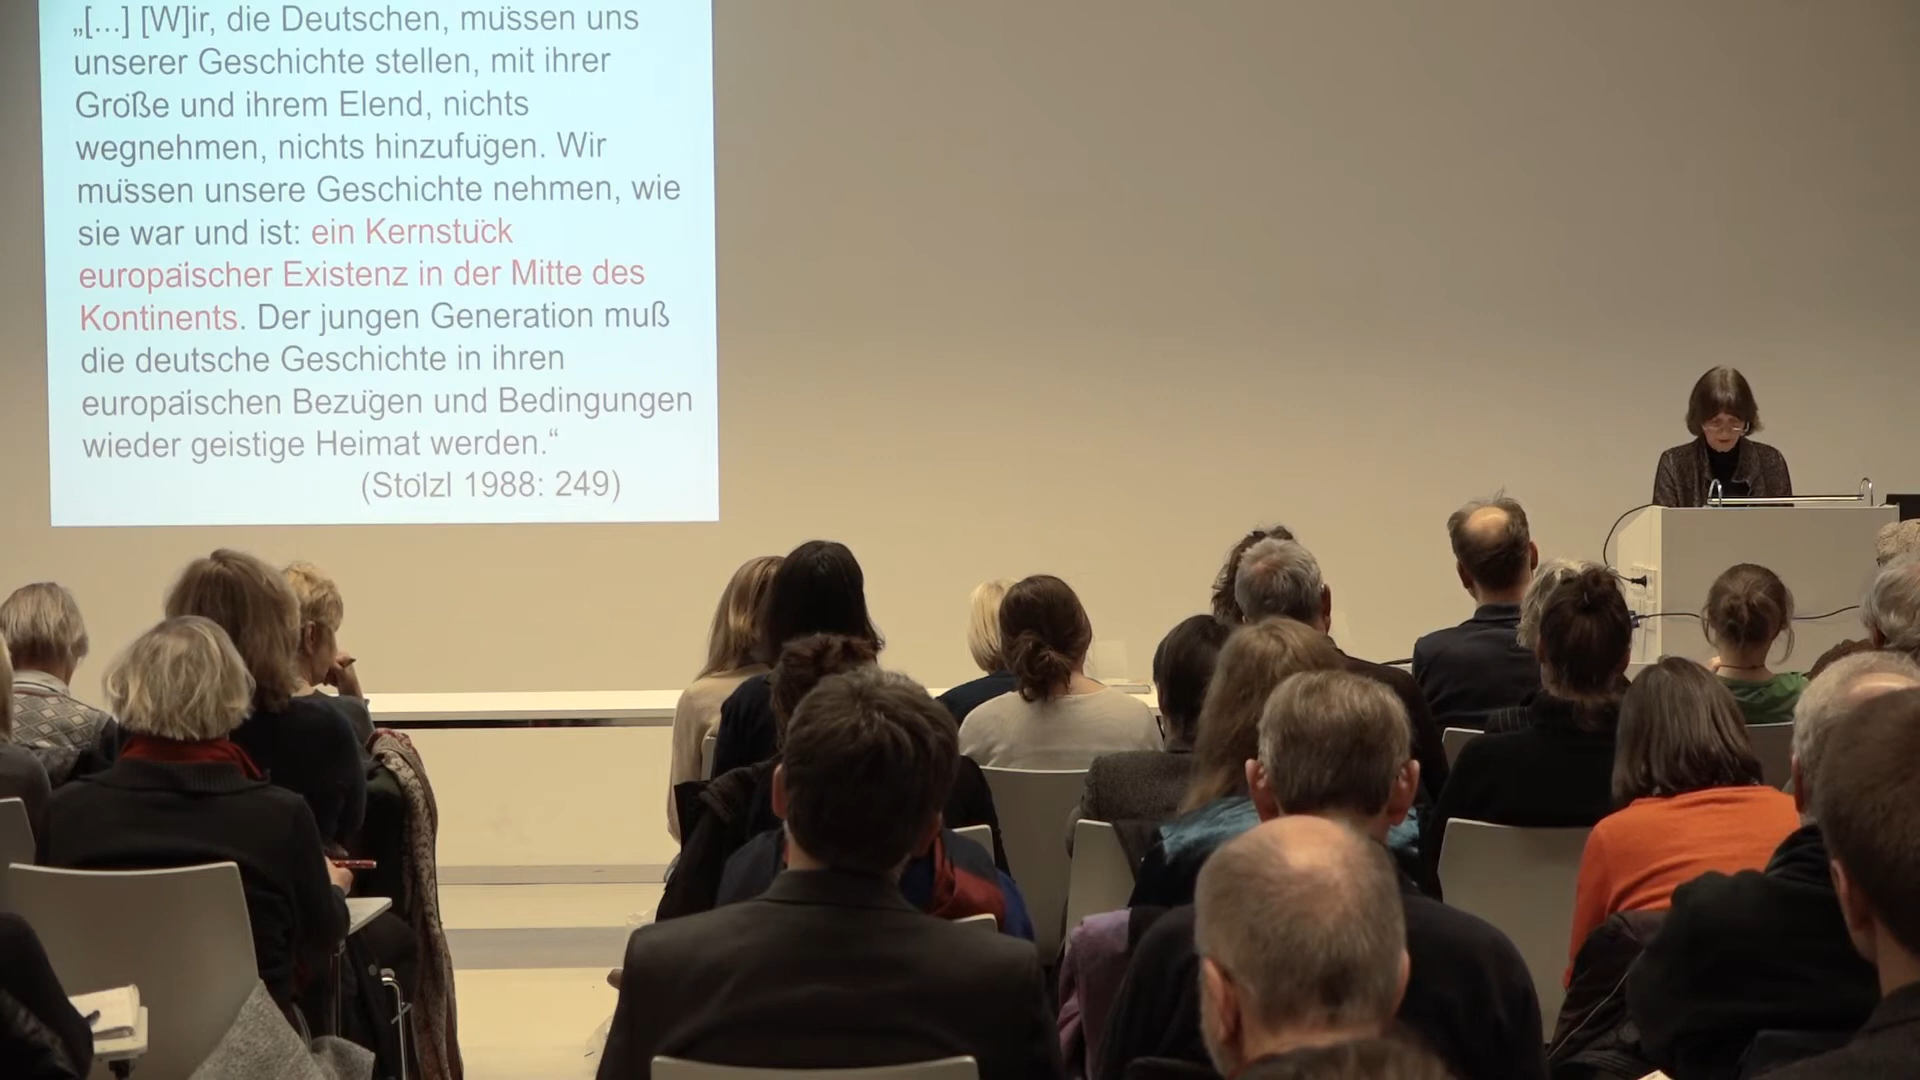 „[...] [W]ir, die Deutschen, müssen uns
unserer Geschichte stellen, mit ihrer
Größe und ihrem Elend, nichts
wegnehmen, nichts hinzufügen. Wir
müssen unsere Geschichte nehmen, wie
sie war und ist: ein Kernstück
europäischer Existenz in der Mitte des
Kontinents. Der jungen Generation muß
die deutsche Geschichte in ihren
europäischen Bezügen und Bedingungen
wieder geistige Heimat werden.“
(Stölzl 1988: 249)